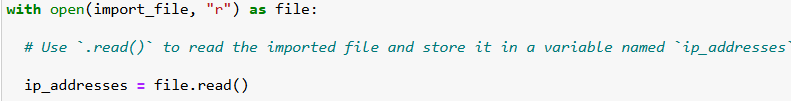 with open(import_file, "r") as file:
# Use `.read()` to read the imported file and store it in a variable named `ip_addresses`
ip_addresses = file.read()